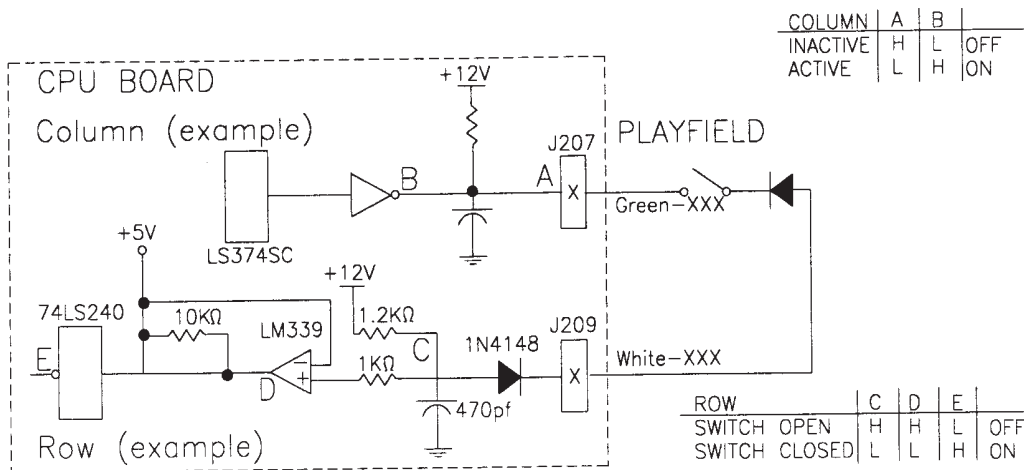 COLUMN A B
INACTIVE H L OFF
ACTIVE L H ON
CPU BOARD
+12V
Column (example)
PLAYFIELD
J207
B
A
X
Green-XXX
LS374SC
+5V
+12V
74LS240
10KΩ
LM339
1.2KΩ
C
1N4148
J209
E
D
−
+
1KΩ
X
White-XXX
470pf
Row (example)
ROW C D E
SWITCH OPEN H H L OFF
SWITCH CLOSED L L H ON